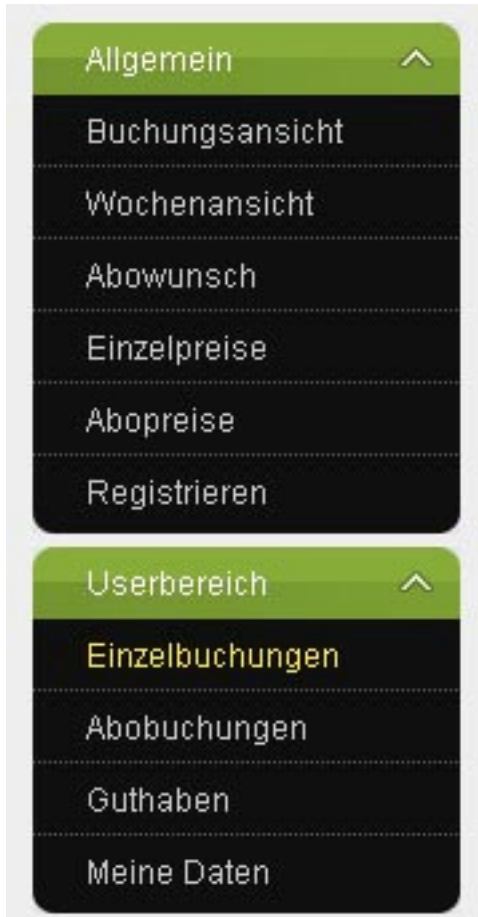 Allgemein
Buchungsansicht
Wochenansicht
Abowunsch
Einzelpreise
Abopreise
Registrieren
Userbereich
Einzelbuchungen
Abobuchungen
Guthaben
Meine Daten